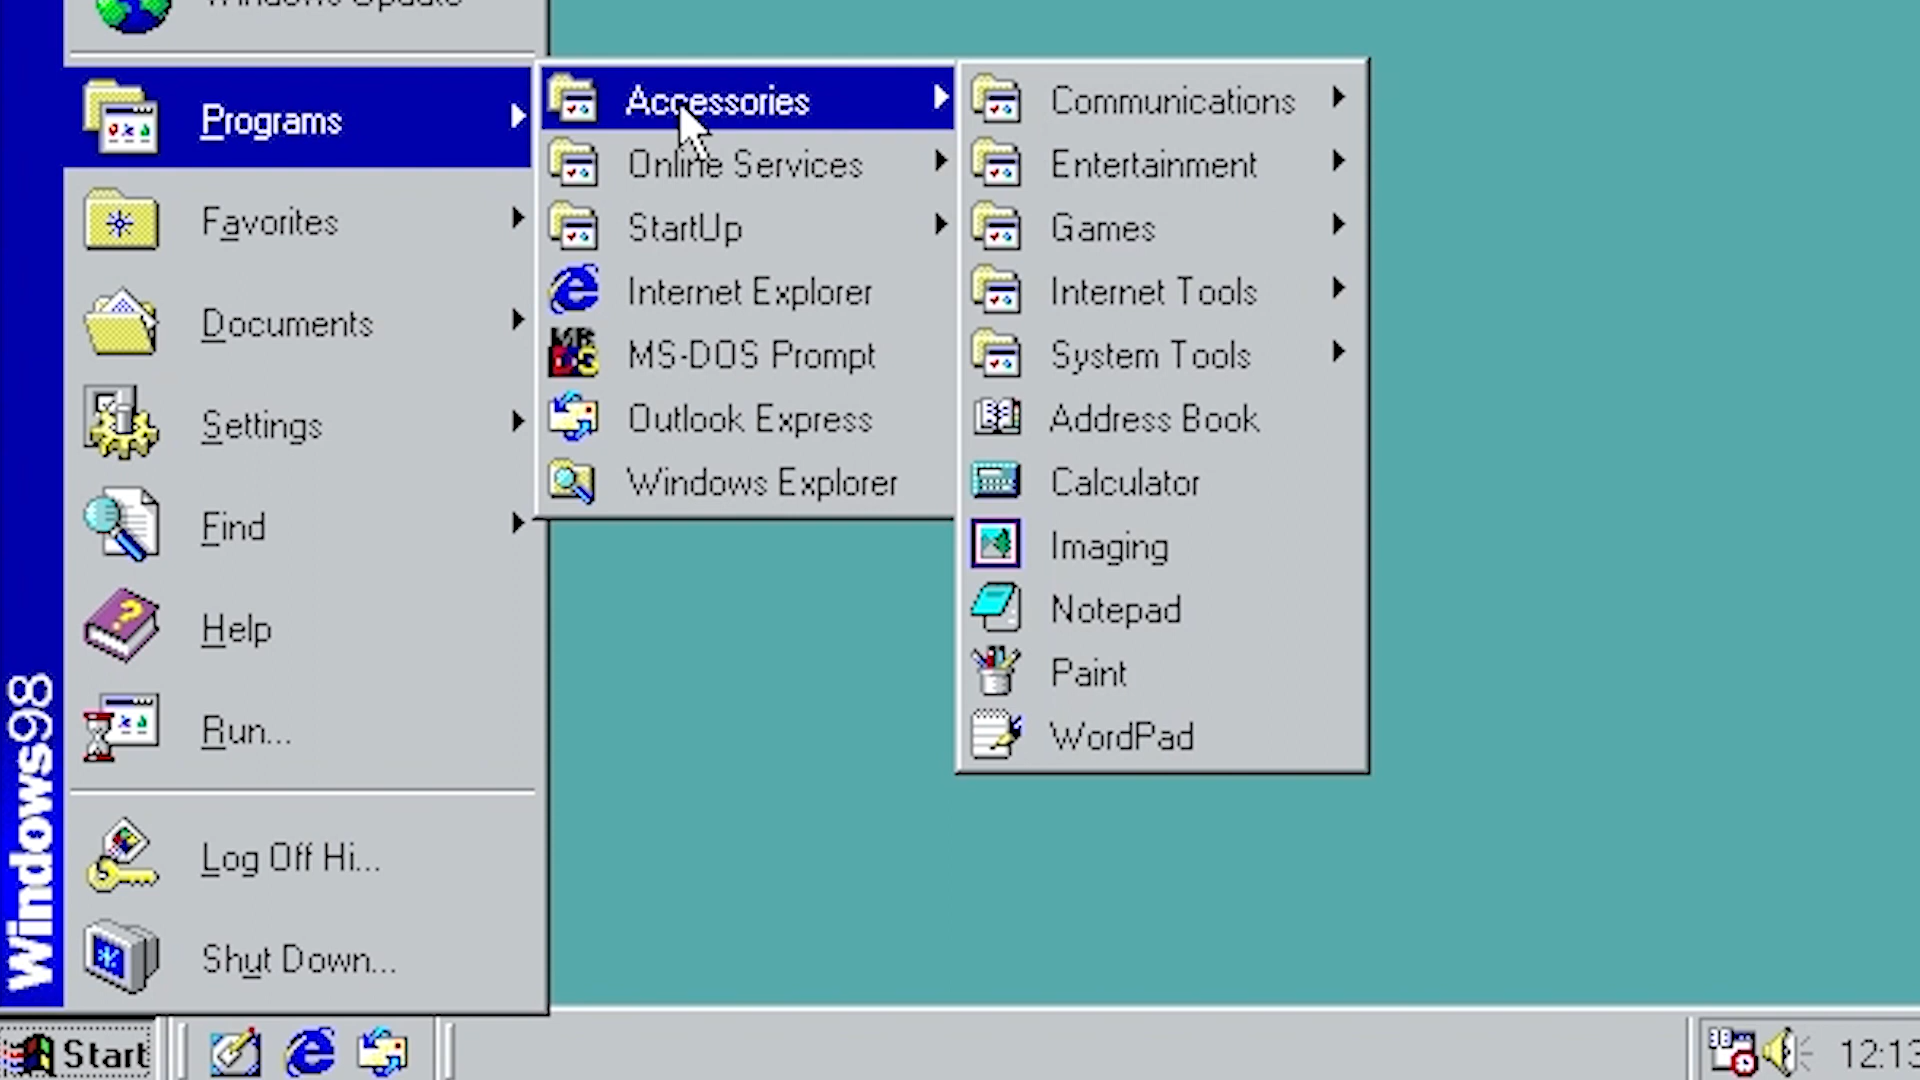 Windows Update
Programs
Favorites
Documents
Settings
Find
Help
Run...
Log Off Hi...
Shut Down...
Windows98
Accessories
Online Services
StartUp
Internet Explorer
MS-DOS Prompt
Outlook Express
Windows Explorer
Communications
Entertainment
Games
Internet Tools
System Tools
Address Book
Calculator
Imaging
Notepad
Paint
WordPad
Start
12:13